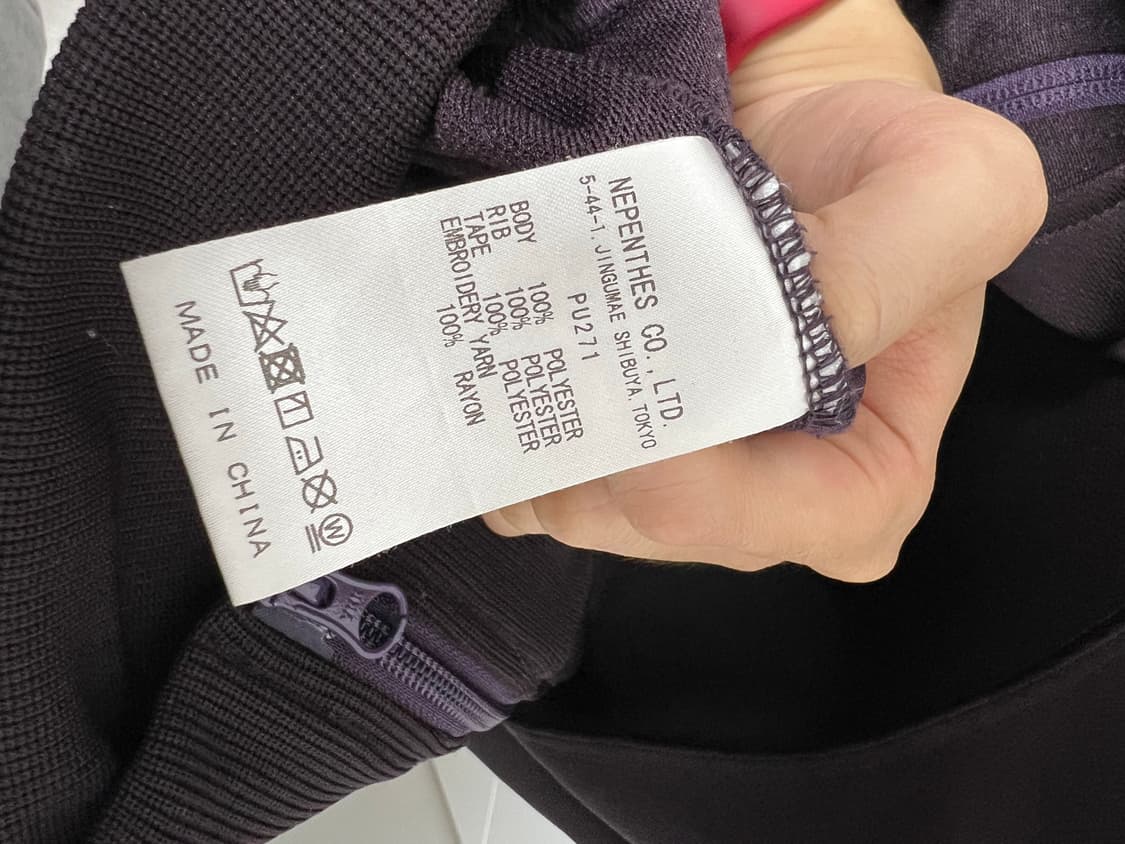 NEPENTHES CO., LTD.
5-44-1, JINGUMAE SHIBUYA, TOKYO
PU271
BODY 100% POLYESTER
RIB 100% POLYESTER
TAPE 100% POLYESTER
EMBROIDERY YARN
100% RAYON
W
MADE IN CHINA